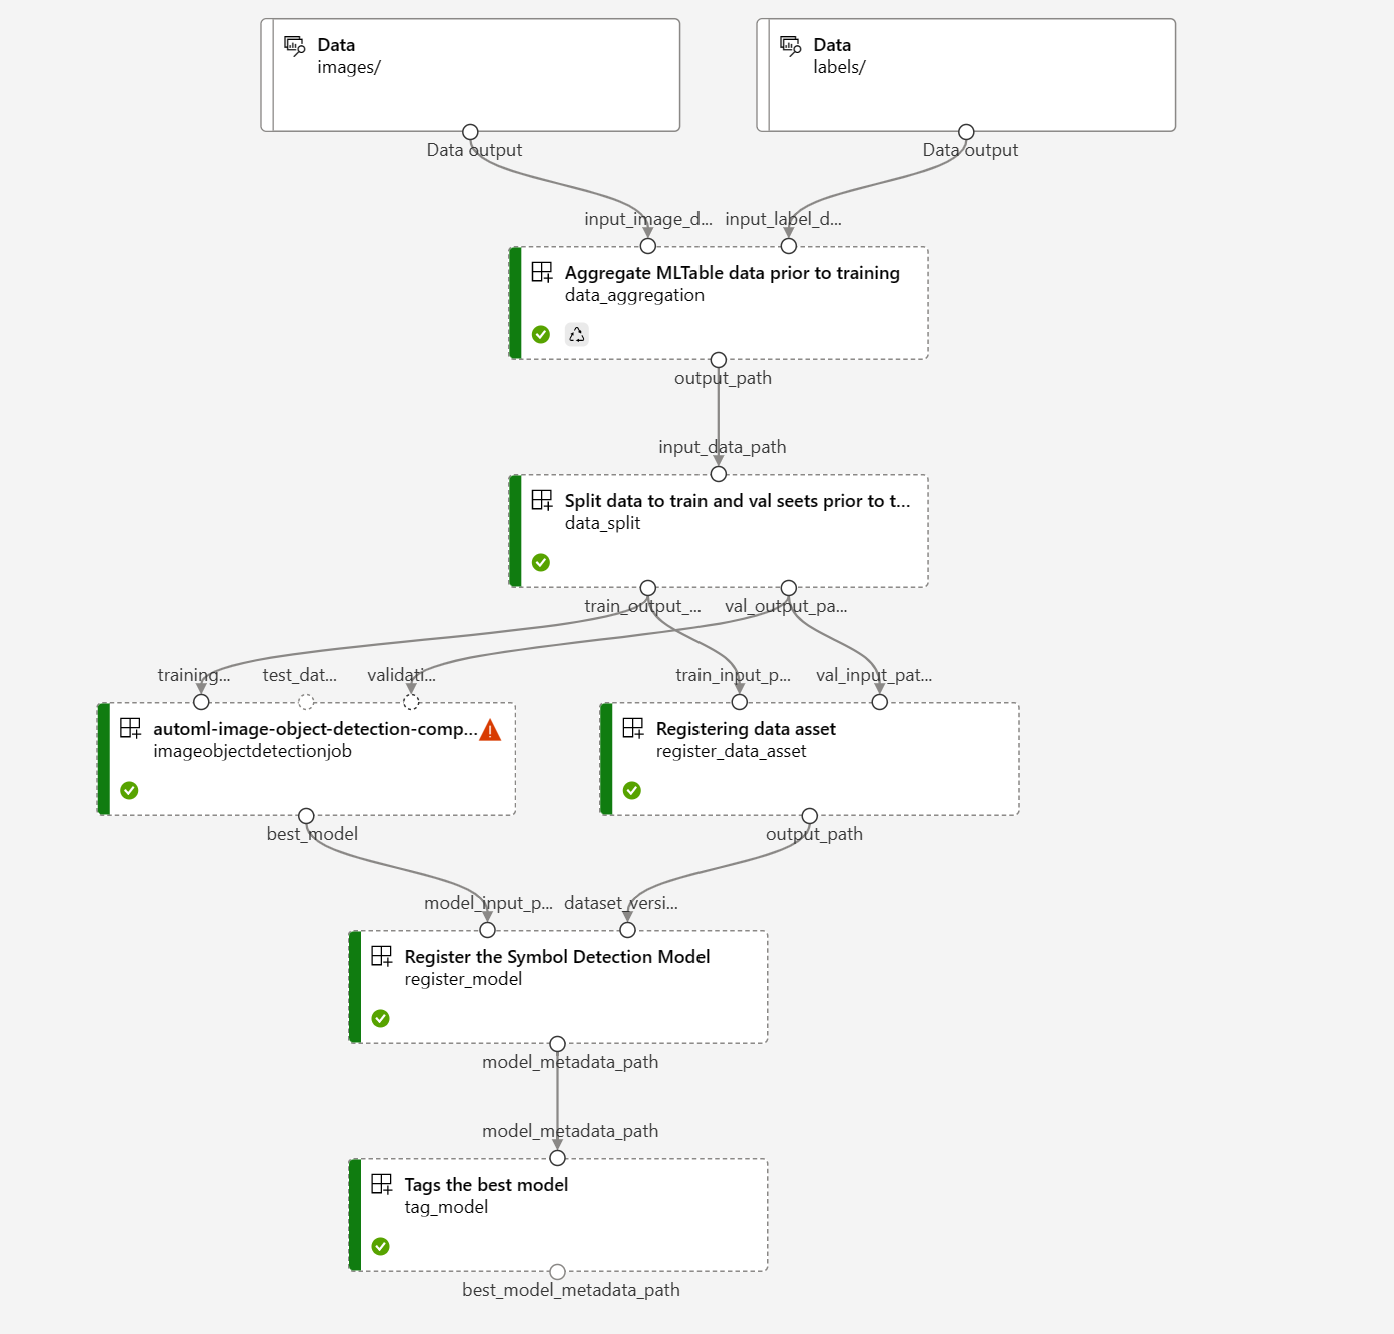 Data
images/
Data
labels/
Data output
Data output
input_image_d...
input_label_d...
Aggregate MLTable data prior to training
data_aggregation
output_path
input_data_path
Split data to train and val seets prior to t...
data_split
train_output_...
val_output_pa...
training...
test_dat...
validati...
train_input_p...
val_input_pat...
automl-image-object-detection-comp...
imageobjectdetectionjob
Registering data asset
register_data_asset
best_model
output_path
model_input_p...
dataset_versi...
Register the Symbol Detection Model
register_model
model_metadata_path
model_metadata_path
Tags the best model
tag_model
best_model_metadata_path